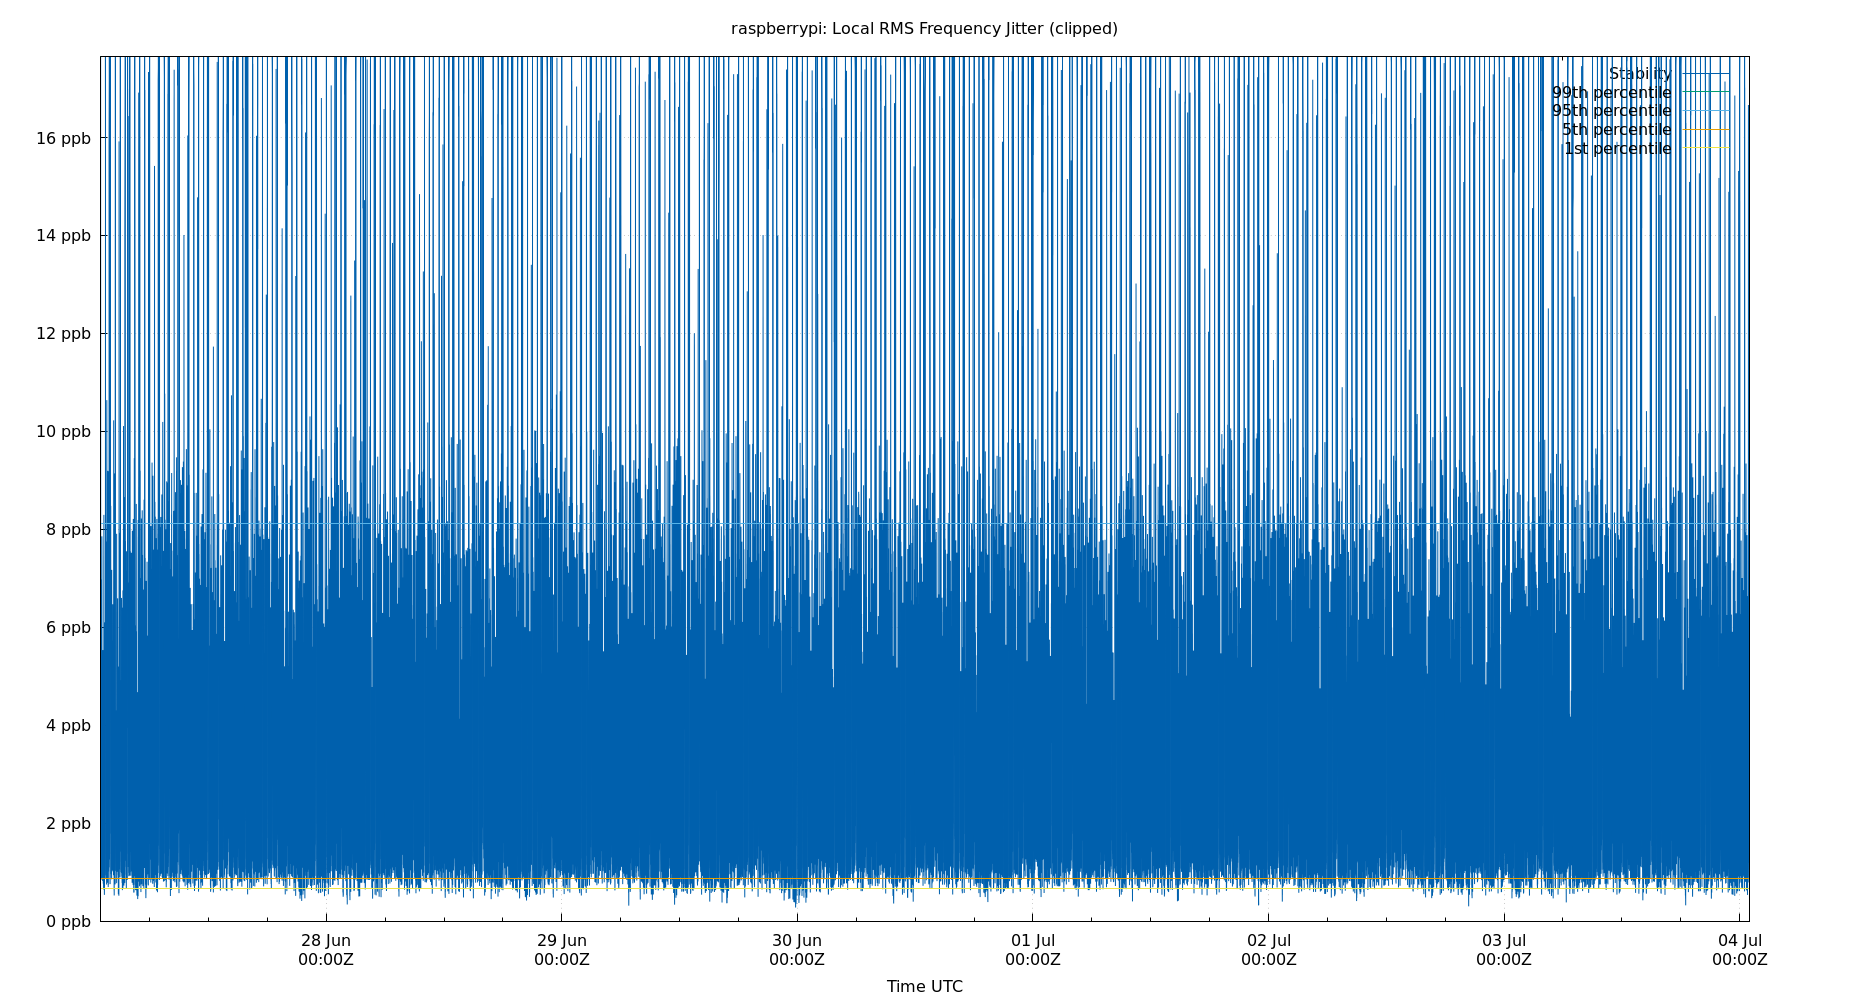 raspberrypi: Local RMS Frequency Jitter (clipped)
Stability
99th percentile
95th percentile
5th percentile
1st percentile
16 ppb
14 ppb
12 ppb
10 ppb
8 ppb
6 ppb
4 ppb
2 ppb
0 ppb
28 Jun 29 Jun 30 Jun 01 Jul 02 Jul 03 Jul 04 Jul
00:00Z 00:00Z 00:00Z 00:00Z 00:00Z 00:00Z 00:00Z
Time UTC